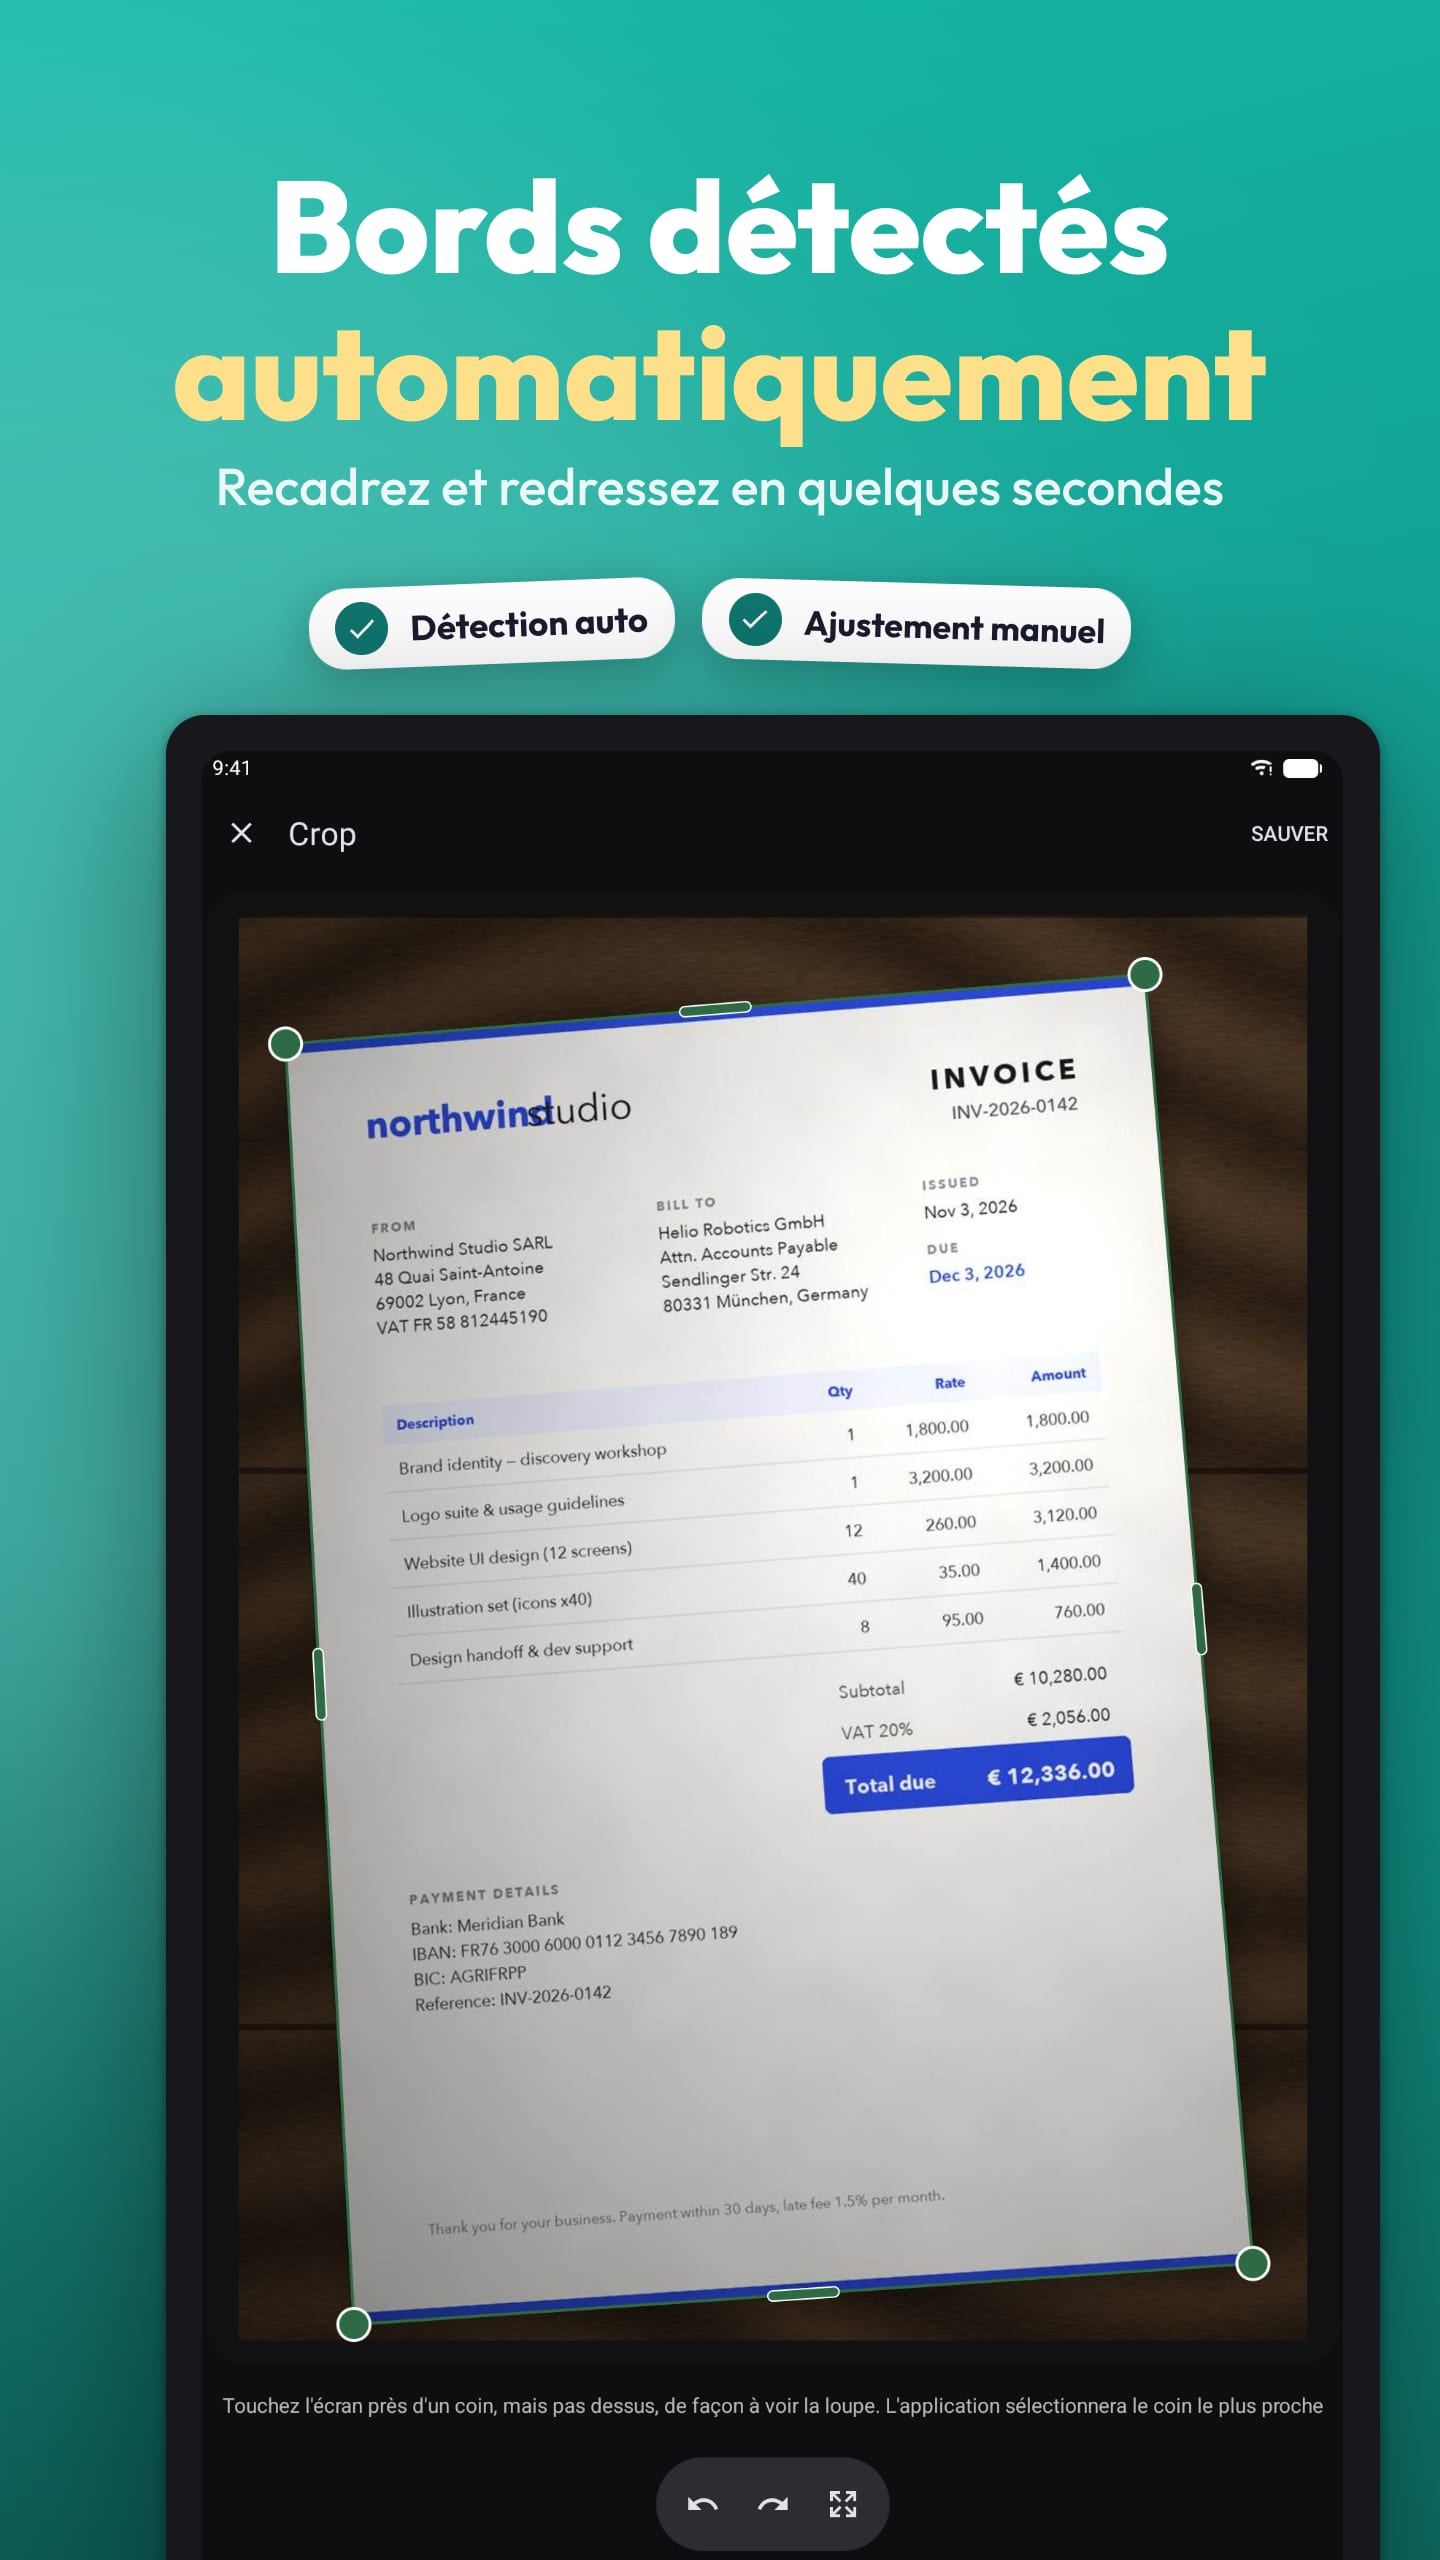 Bords détectés
automatiquement
Recadrez et redressez en quelques secondes
Détection auto
Ajustement manuel
9:41
Crop
SAUVER
northwindstudio
INVOICE
INV-2026-0142
FROM
Northwind Studio SARL
48 Quai Saint-Antoine
69002 Lyon, France
VAT FR 58 812445190
BILL TO
Helio Robotics GmbH
Attn. Accounts Payable
Sendlinger Str. 24
80331 München, Germany
ISSUED
Nov 3, 2026
DUE
Dec 3, 2026
Description Qty Rate Amount
Brand identity – discovery workshop 1 1,800.00 1,800.00
Logo suite & usage guidelines 1 3,200.00 3,200.00
Website UI design (12 screens) 12 260.00 3,120.00
Illustration set (icons x40) 40 35.00 1,400.00
Design handoff & dev support 8 95.00 760.00
Subtotal € 10,280.00
VAT 20% € 2,056.00
Total due € 12,336.00
PAYMENT DETAILS
Bank: Meridian Bank
IBAN: FR76 3000 6000 0112 3456 7890 189
BIC: AGRIFRPP
Reference: INV-2026-0142
Thank you for your business. Payment within 30 days, late fee 1.5% per month.
Touchez l'écran près d'un coin, mais pas dessus, de façon à voir la loupe. L'application sélectionnera le coin le plus proche